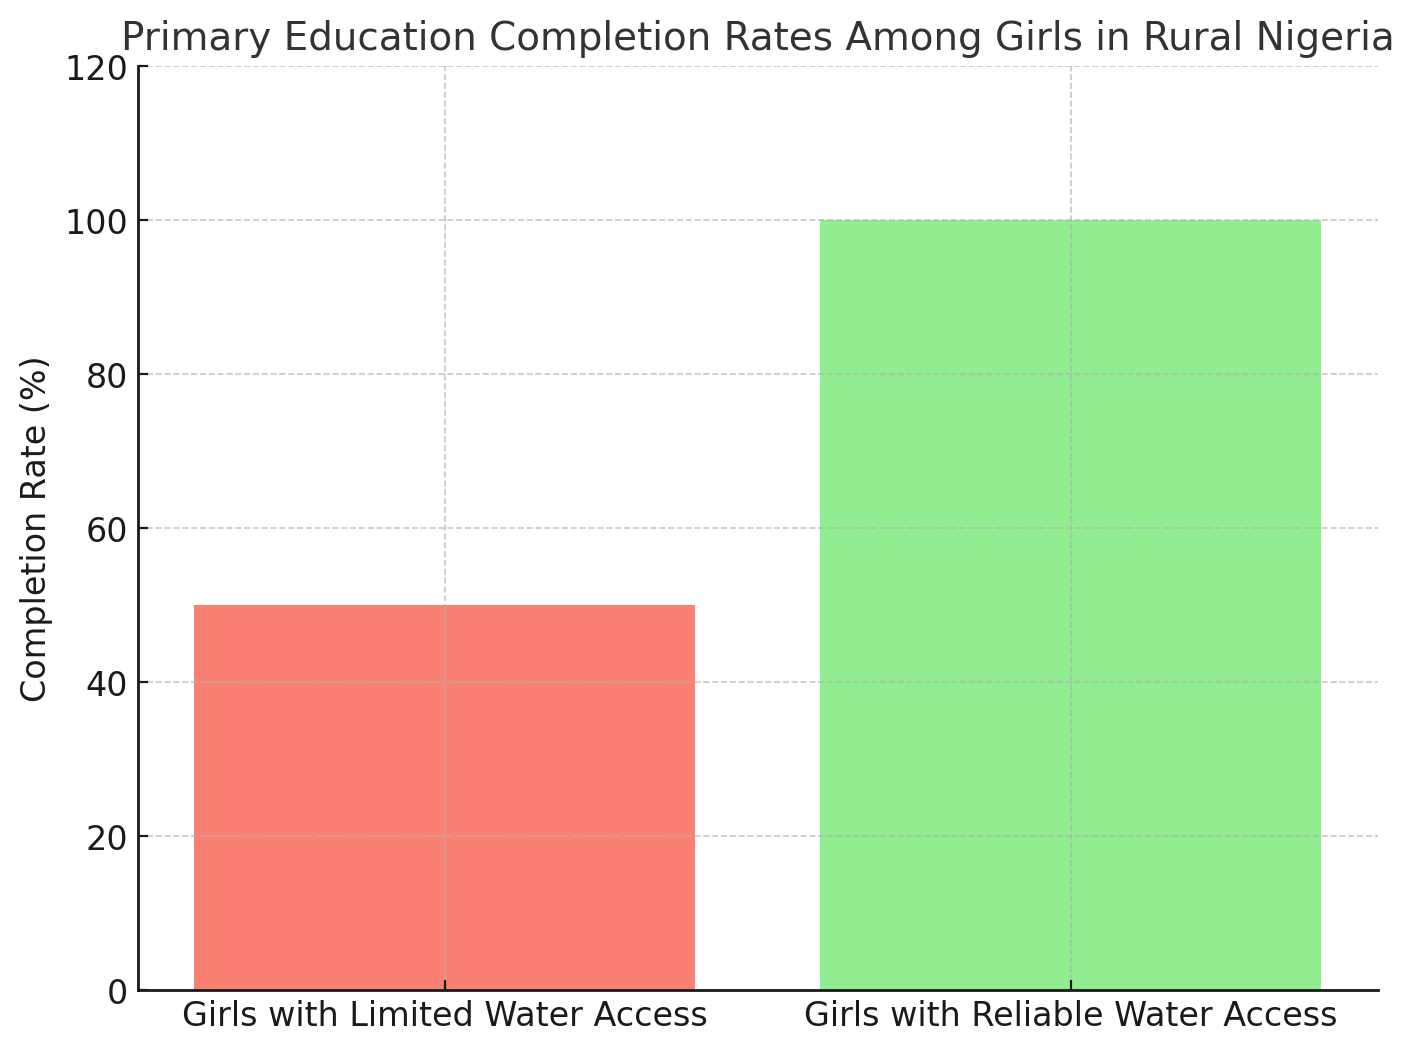 Primary Education Completion Rates Among Girls in Rural Nigeria
120
100
80
60
40
20
0
Completion Rate (%)
Girls with Limited Water Access
Girls with Reliable Water Access